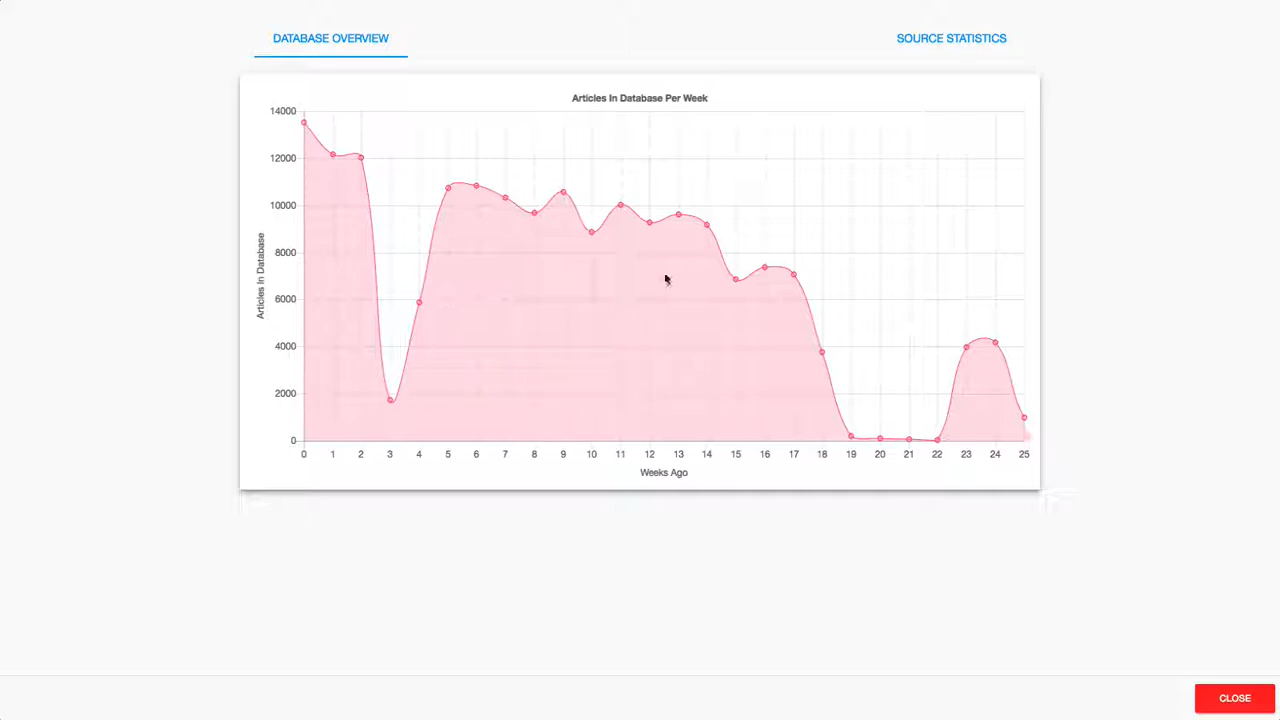 DATABASE OVERVIEW
SOURCE STATISTICS
Articles In Database Per Week
14000
12000
10000
8000
6000
4000
2000
0
Articles In Database
0 1 2 3 4 5 6 7 8 9 10 11 12 13 14 15 16 17 18 19 20 21 22 23 24 25
Weeks Ago
CLOSE